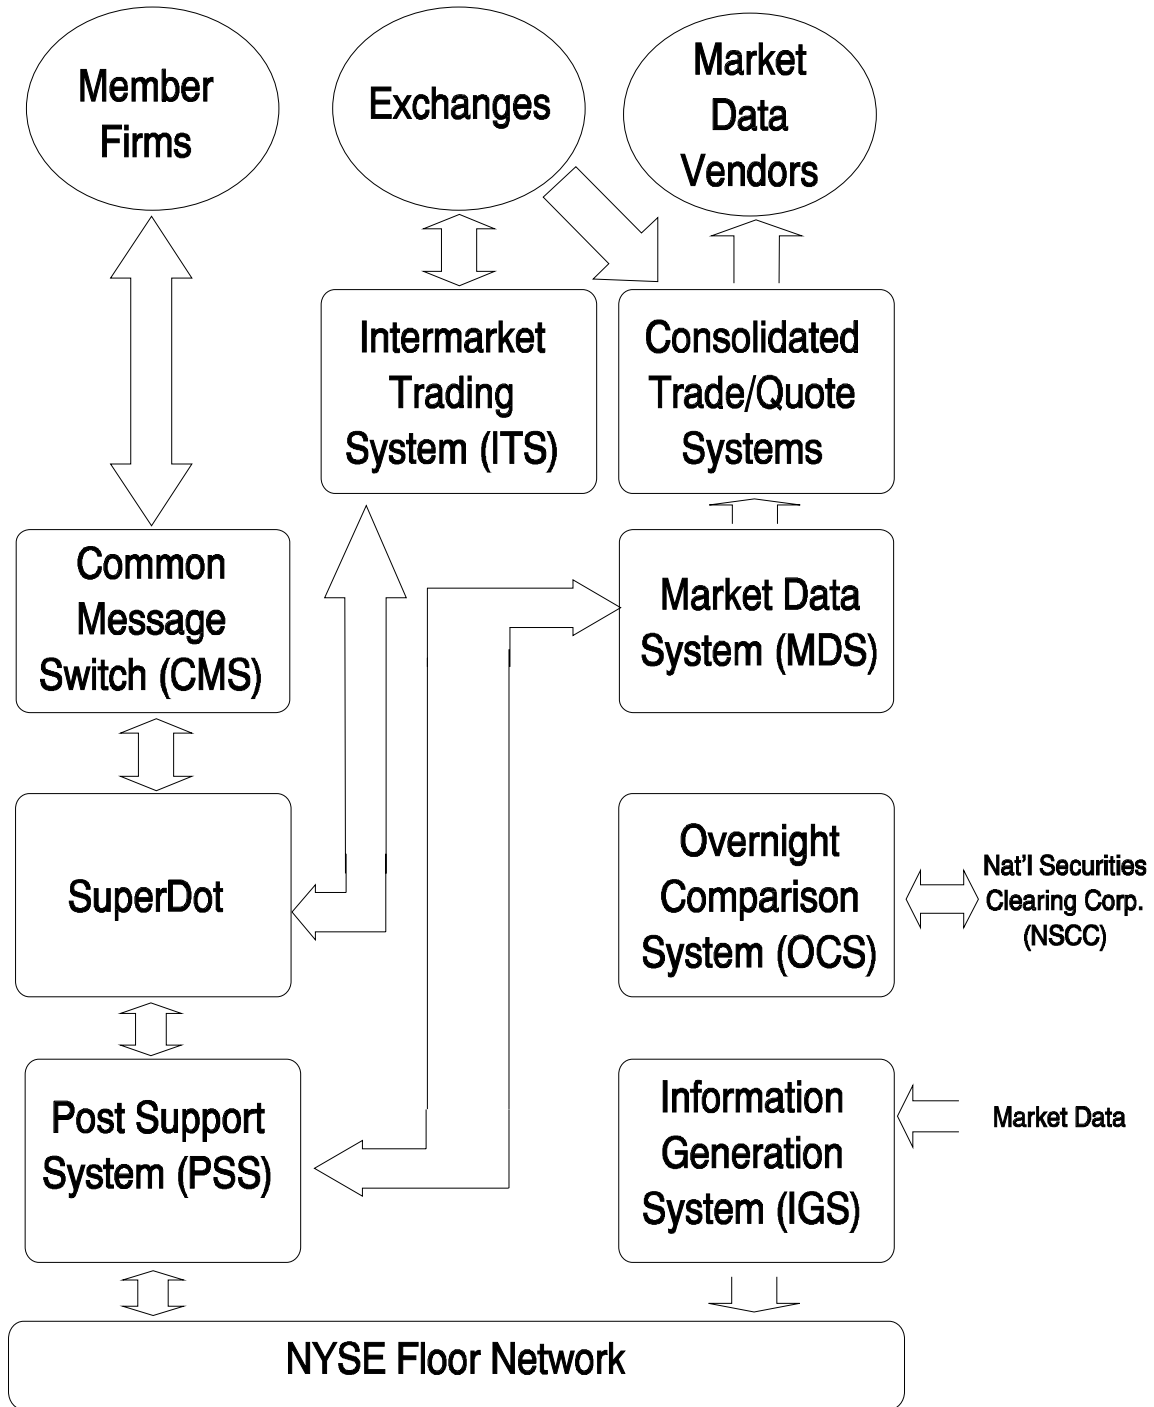 Member
Firms
Exchanges
Market
Data
Vendors
Intermarket
Trading
System (ITS)
Consolidated
Trade/Quote
Systems
Common
Message
Switch (CMS)
Market Data
System (MDS)
SuperDot
Overnight
Comparison
System (OCS)
Nat'l Securities
Clearing Corp.
(NSCC)
Post Support
System (PSS)
Information
Generation
System (IGS)
Market Data
NYSE Floor Network